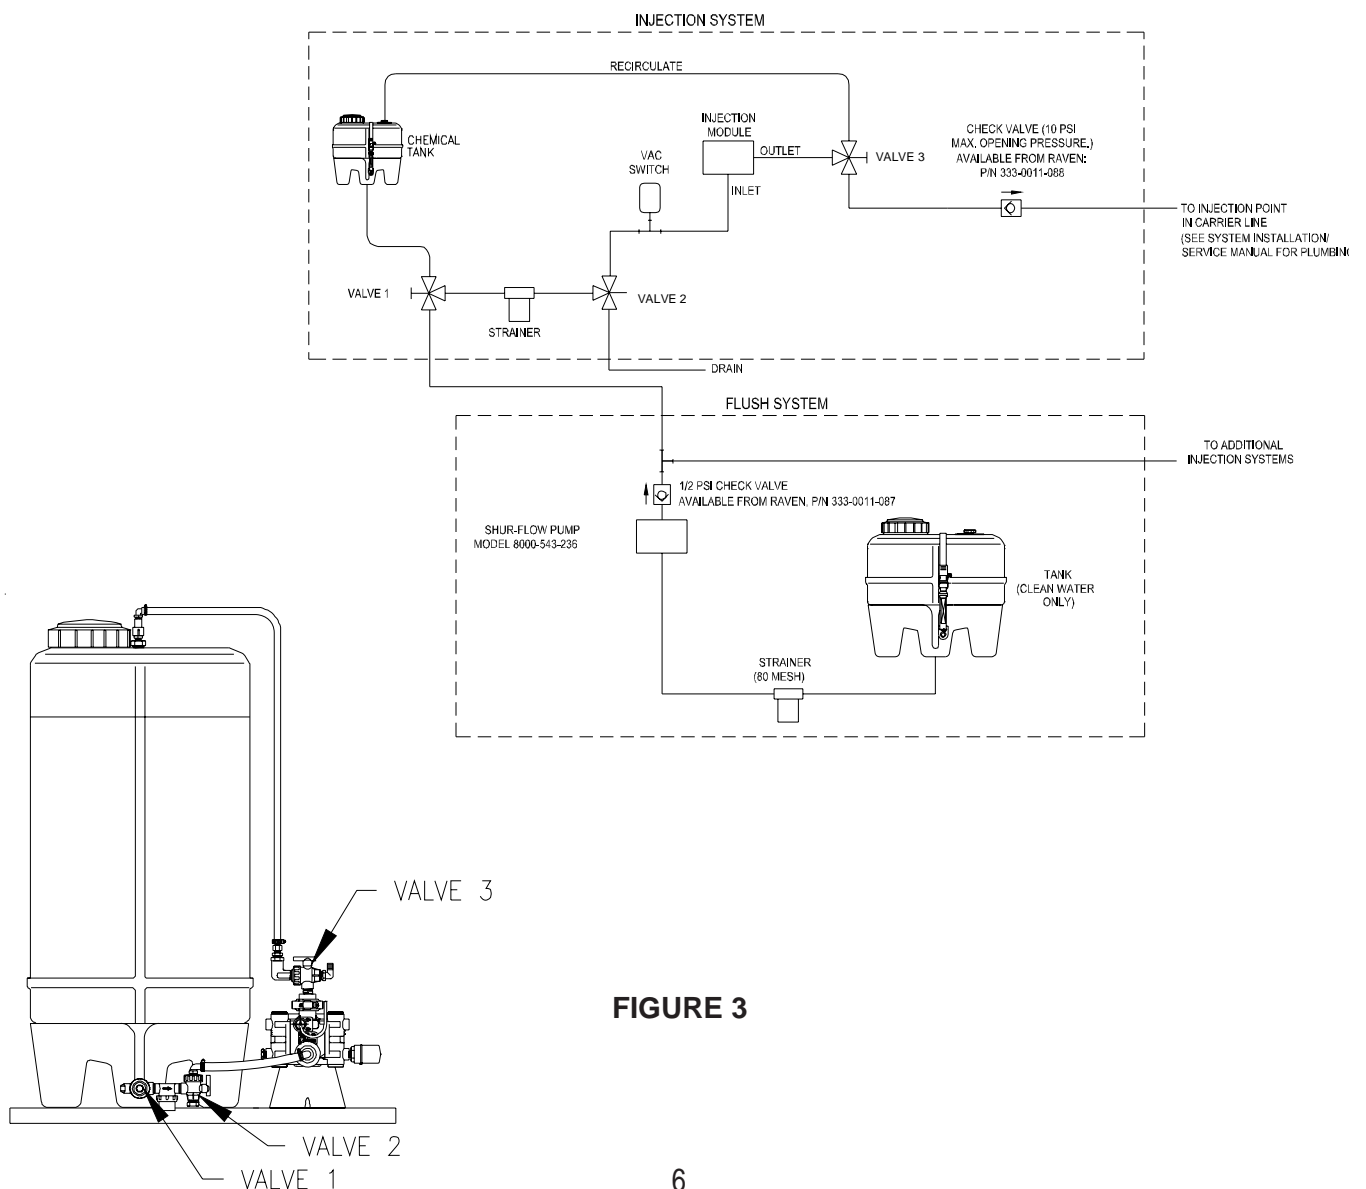 INJECTION SYSTEM
RECIRCULATE
CHEMICAL
TANK
INJECTION
MODULE
OUTLET
INLET
VAC
SWITCH
VALVE 3
CHECK VALVE (10 PSI
MAX. OPENING PRESSURE.)
AVAILABLE FROM RAVEN:
P/N 333-0011-088
TO INJECTION POINT
IN CARRIER LINE
(SEE SYSTEM INSTALLATION/
SERVICE MANUAL FOR PLUMBING
VALVE 1
STRAINER
VALVE 2
DRAIN
FLUSH SYSTEM
TO ADDITIONAL
INJECTION SYSTEMS
1/2 PSI CHECK VALVE
AVAILABLE FROM RAVEN, P/N 333-0011-087
SHUR-FLOW PUMP
MODEL 8000-543-236
TANK
(CLEAN WATER
ONLY)
STRAINER
(80 MESH)
VALVE 3
FIGURE 3
VALVE 2
VALVE 1
6